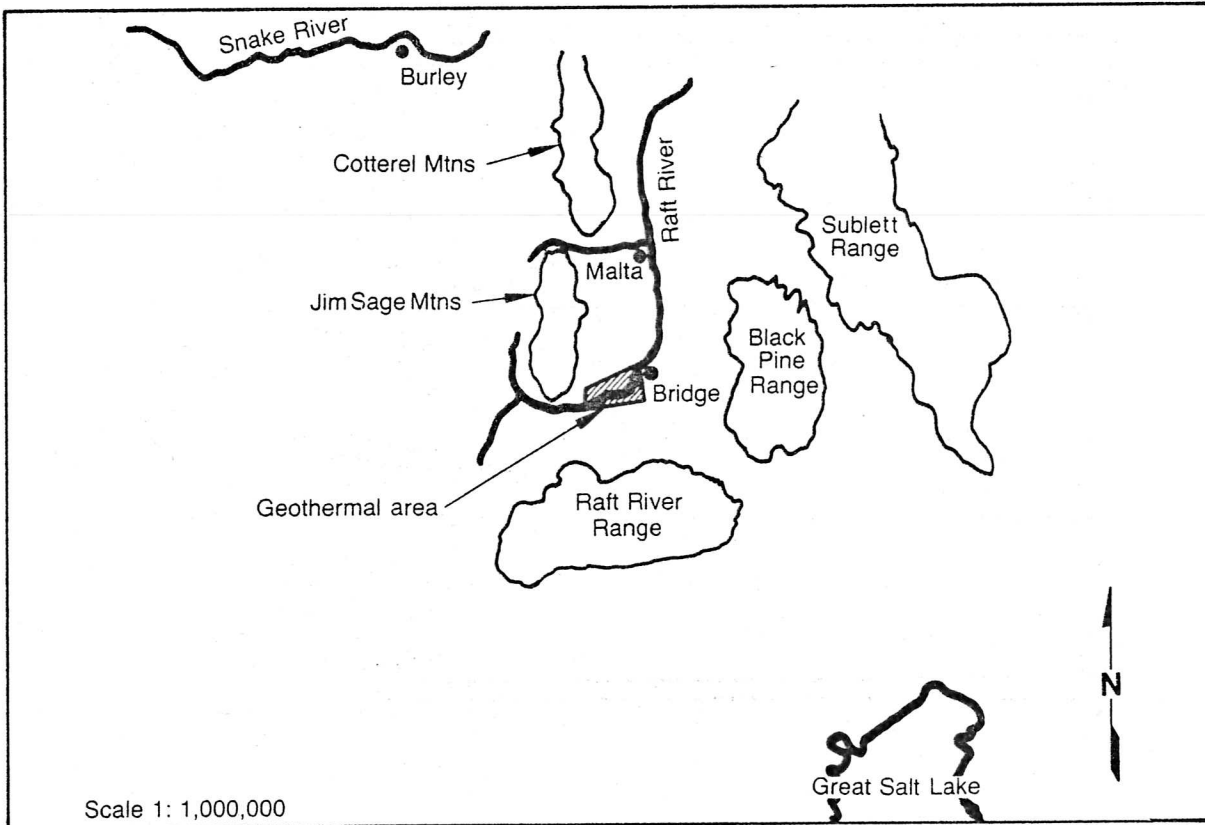 Snake River
Burley
Cotterel Mtns
Raft River
Sublett
Range
Malta
Jim Sage Mtns
Black
Pine
Range
Bridge
Geothermal area
Raft River
Range
N
Great Salt Lake
Scale 1: 1,000,000